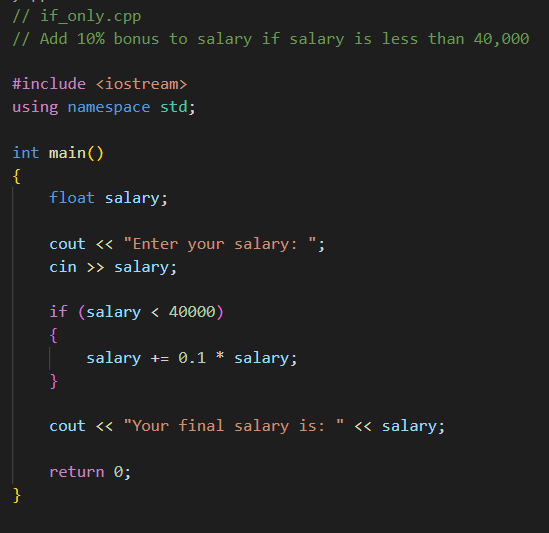 // if_only.cpp
// Add 10% bonus to salary if salary is less than 40,000

#include <iostream>
using namespace std;

int main()
{
    float salary;

    cout << "Enter your salary: ";
    cin >> salary;

    if (salary < 40000)
    {
        salary += 0.1 * salary;
    }

    cout << "Your final salary is: " << salary;

    return 0;
}